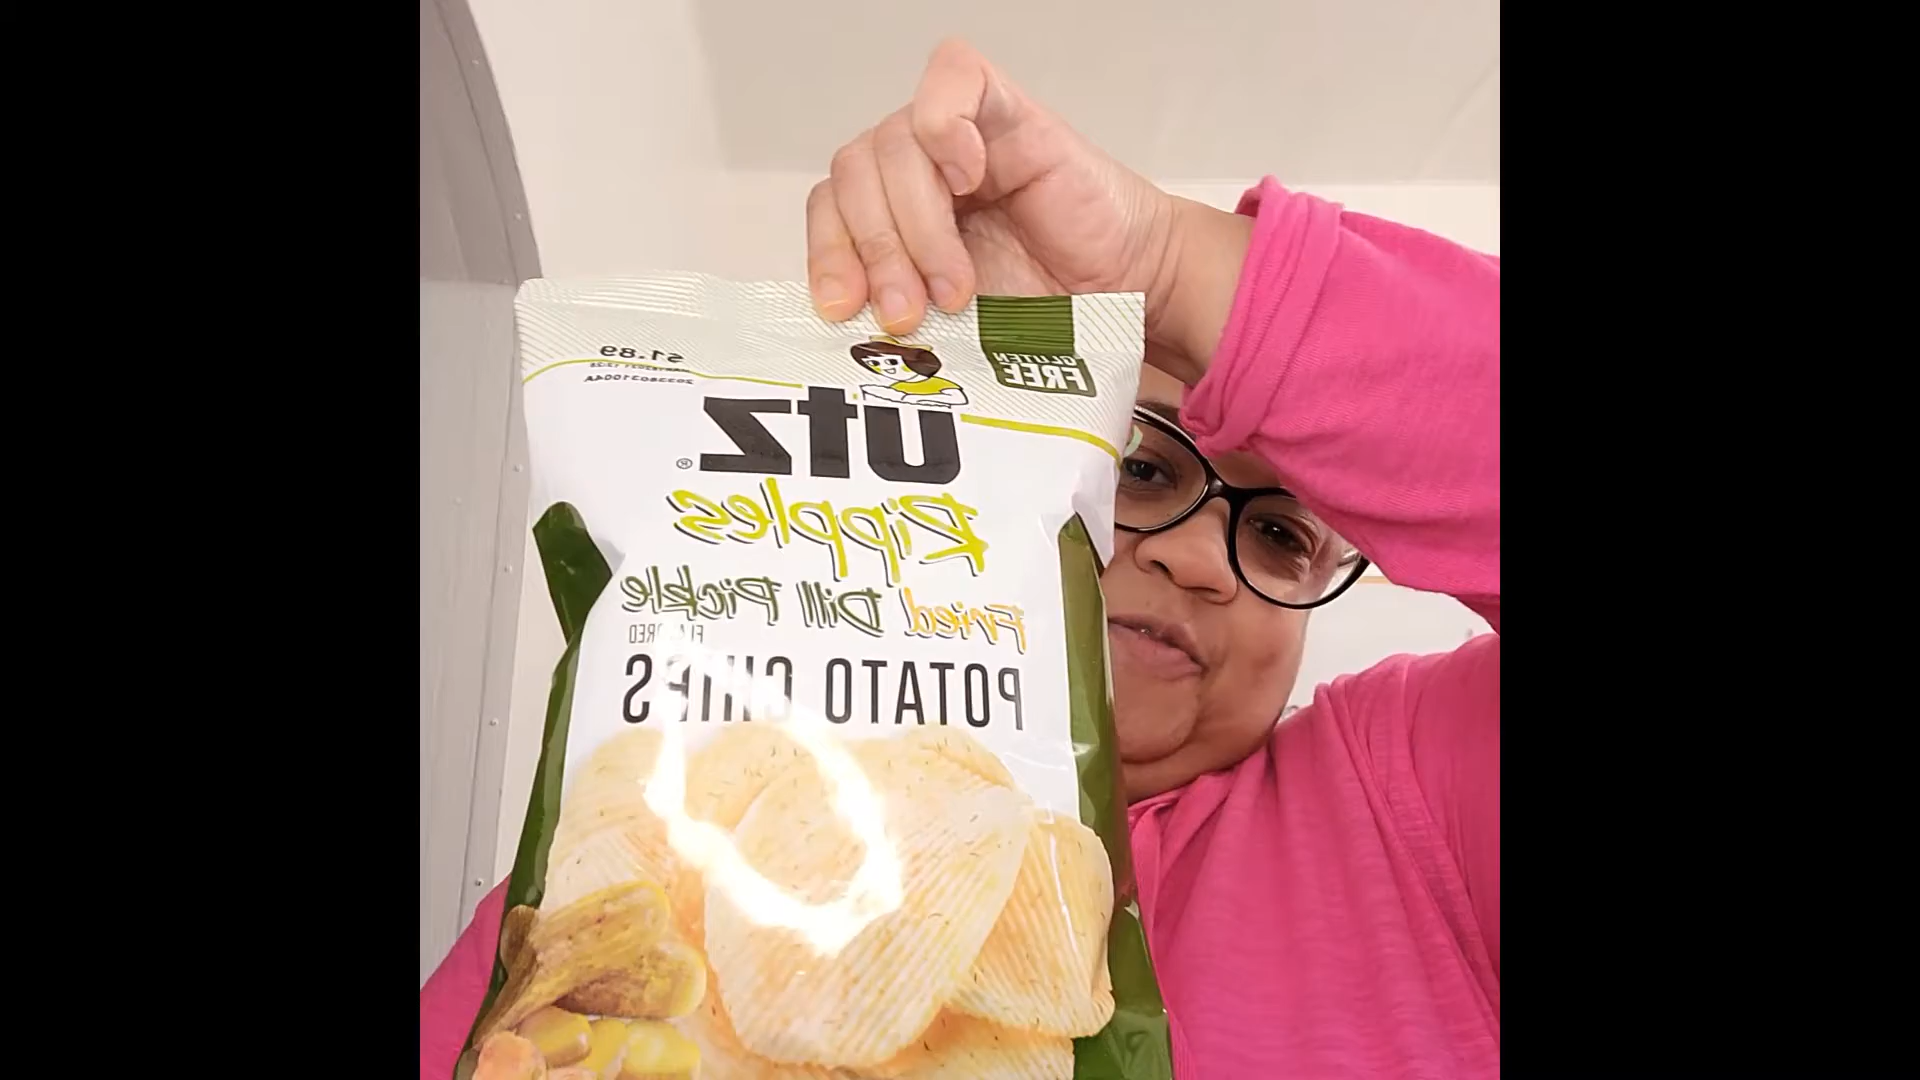 $1.89
GLUTEN
FREE
utz®
Ripples
Fried Dill Pickle
FLAVORED
POTATO CHIPS